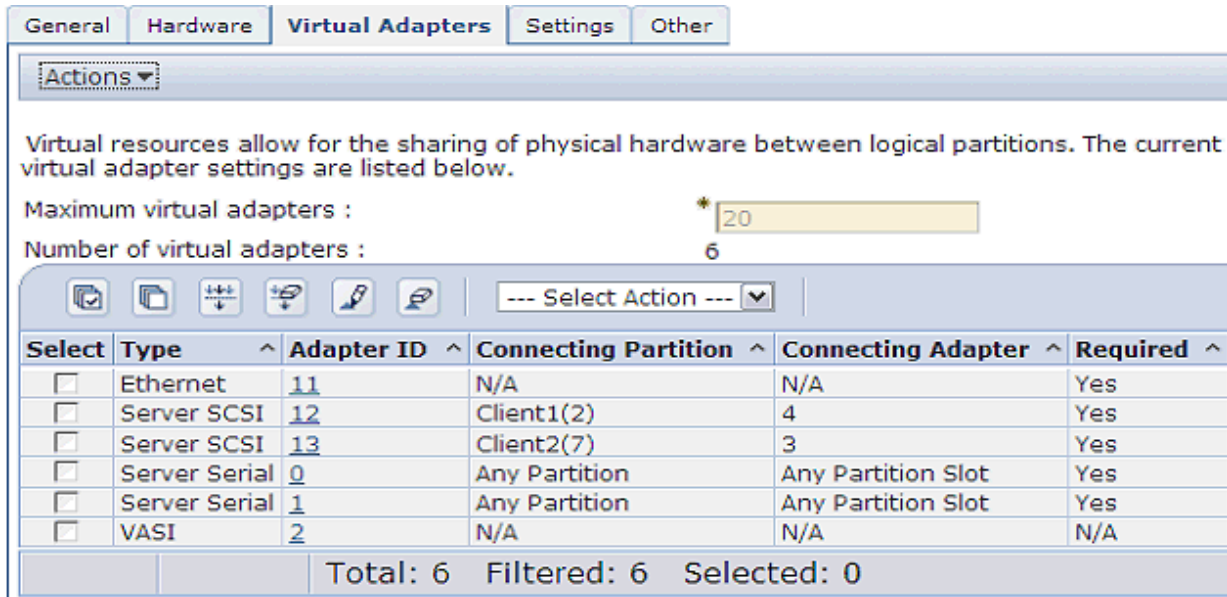 General Hardware Virtual Adapters Settings Other
Actions
Virtual resources allow for the sharing of physical hardware between logical partitions. The current
virtual adapter settings are listed below.
Maximum virtual adapters : * 20
Number of virtual adapters : 6
--- Select Action ---
Select Type ^ Adapter ID ^ Connecting Partition ^ Connecting Adapter ^ Required ^
Ethernet 11 N/A N/A Yes
Server SCSI 12 Client1(2) 4 Yes
Server SCSI 13 Client2(7) 3 Yes
Server Serial 0 Any Partition Any Partition Slot Yes
Server Serial 1 Any Partition Any Partition Slot Yes
VASI 2 N/A N/A N/A
Total: 6 Filtered: 6 Selected: 0